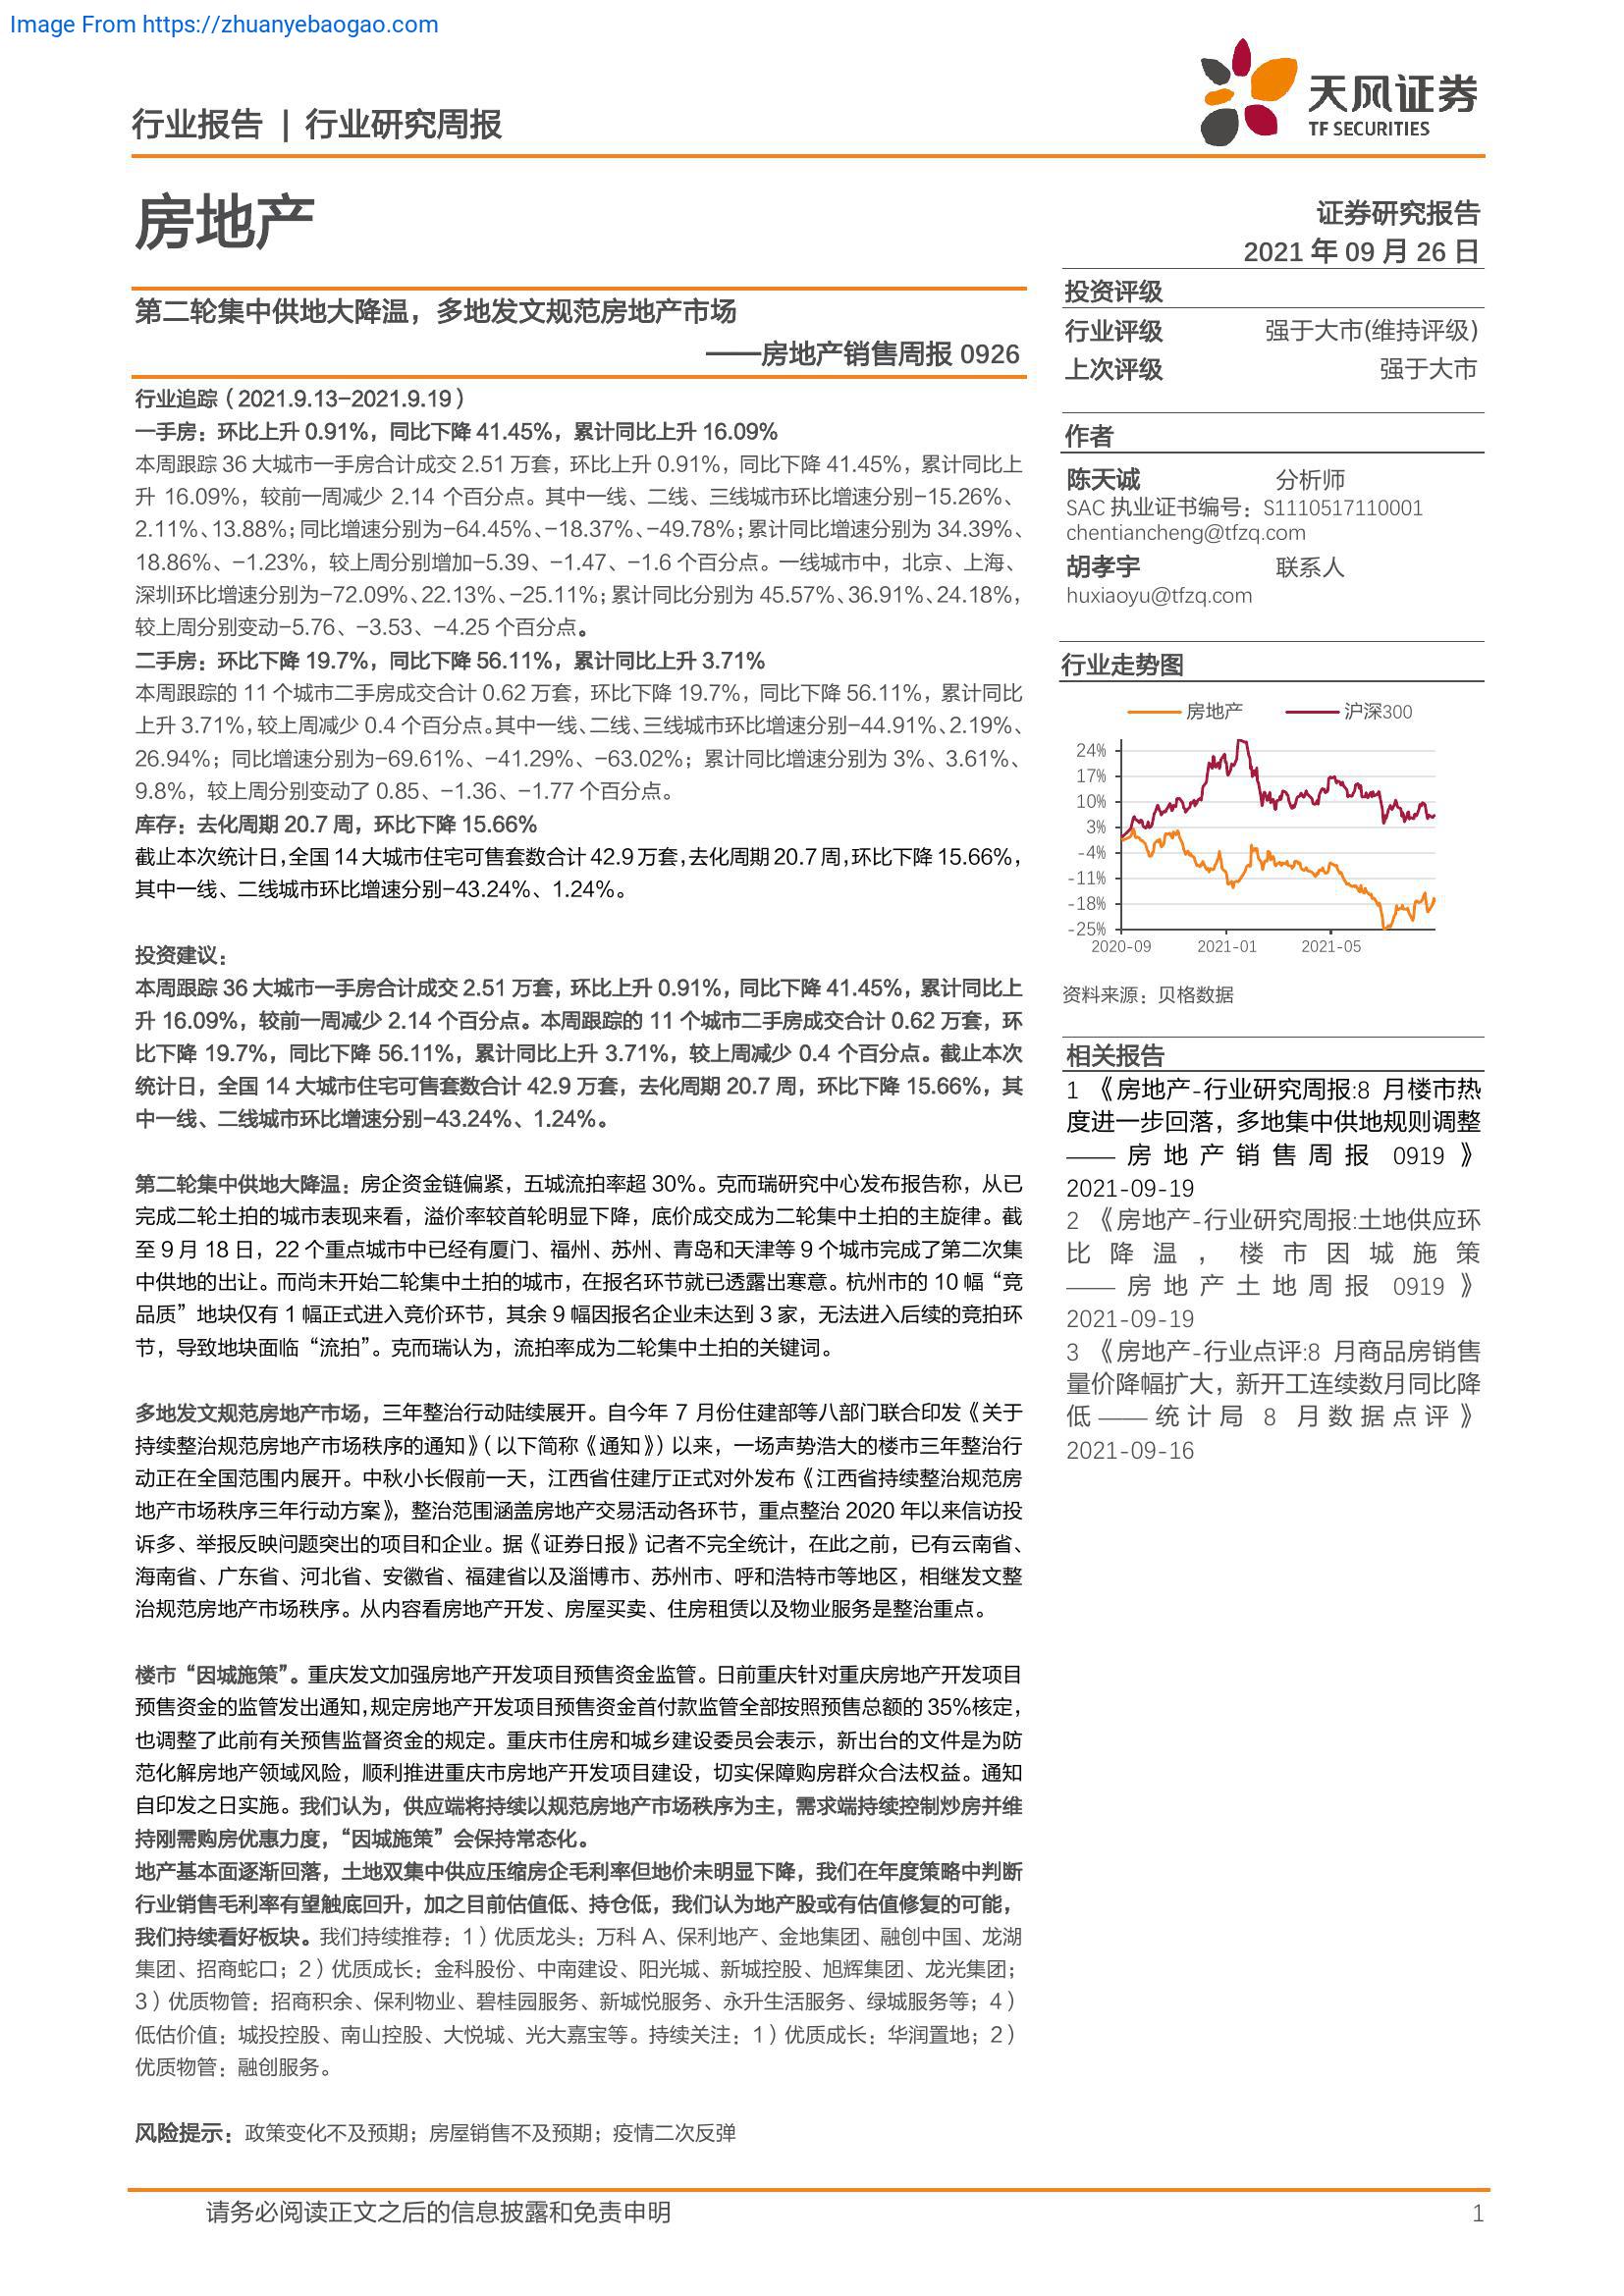 Image From https://zhuanyebaogao.com
天风证券
TF SECURITIES
行业报告 | 行业研究周报
房地产
证券研究报告
2021 年 09 月 26 日
第二轮集中供地大降温，多地发文规范房地产市场
——房地产销售周报 0926
行业追踪（2021.9.13-2021.9.19）
一手房：环比上升 0.91%，同比下降 41.45%，累计同比上升 16.09%
本周跟踪 36 大城市一手房合计成交 2.51 万套，环比上升 0.91%，同比下降 41.45%，累计同比上
升 16.09%，较前一周减少 2.14 个百分点。其中一线、二线、三线城市环比增速分别-15.26%、
2.11%、13.88%；同比增速分别为-64.45%、-18.37%、-49.78%；累计同比增速分别为 34.39%、
18.86%、-1.23%，较上周分别增加-5.39、-1.47、-1.6 个百分点。一线城市中，北京、上海、
深圳环比增速分别为-72.09%、22.13%、-25.11%；累计同比分别为 45.57%、36.91%、24.18%，
较上周分别变动-5.76、-3.53、-4.25 个百分点。
二手房：环比下降 19.7%，同比下降 56.11%，累计同比上升 3.71%
本周跟踪的 11 个城市二手房成交合计 0.62 万套，环比下降 19.7%，同比下降 56.11%，累计同比
上升 3.71%，较上周减少 0.4 个百分点。其中一线、二线、三线城市环比增速分别-44.91%、2.19%、
26.94%；同比增速分别为-69.61%、-41.29%、-63.02%；累计同比增速分别为 3%、3.61%、
9.8%，较上周分别变动了 0.85、-1.36、-1.77 个百分点。
库存：去化周期 20.7 周，环比下降 15.66%
截止本次统计日，全国 14 大城市住宅可售套数合计 42.9 万套，去化周期 20.7 周，环比下降 15.66%，
其中一线、二线城市环比增速分别-43.24%、1.24%。
投资建议：
本周跟踪 36 大城市一手房合计成交 2.51 万套，环比上升 0.91%，同比下降 41.45%，累计同比上
升 16.09%，较前一周减少 2.14 个百分点。本周跟踪的 11 个城市二手房成交合计 0.62 万套，环
比下降 19.7%，同比下降 56.11%，累计同比上升 3.71%，较上周减少 0.4 个百分点。截止本次
统计日，全国 14 大城市住宅可售套数合计 42.9 万套，去化周期 20.7 周，环比下降 15.66%，其
中一线、二线城市环比增速分别-43.24%、1.24%。
第二轮集中供地大降温：房企资金链偏紧，五城流拍率超 30%。克而瑞研究中心发布报告称，从已
完成二轮土拍的城市表现来看，溢价率较首轮明显下降，底价成交成为二轮集中土拍的主旋律。截
至 9 月 18 日，22 个重点城市中已经有厦门、福州、苏州、青岛和天津等 9 个城市完成了第二次集
中供地的出让。而尚未开始二轮集中土拍的城市，在报名环节就已透露出寒意。杭州市的 10 幅“竞
品质”地块仅有 1 幅正式进入竞价环节，其余 9 幅因报名企业未达到 3 家，无法进入后续的竞拍环
节，导致地块面临“流拍”。克而瑞认为，流拍率成为二轮集中土拍的关键词。
多地发文规范房地产市场，三年整治行动陆续展开。自今年 7 月份住建部等八部门联合印发《关于
持续整治规范房地产市场秩序的通知》（以下简称《通知》）以来，一场声势浩大的楼市三年整治行
动正在全国范围内展开。中秋小长假前一天，江西省住建厅正式对外发布《江西省持续整治规范房
地产市场秩序三年行动方案》，整治范围涵盖房地产交易活动各环节，重点整治 2020 年以来信访投
诉多、举报反映问题突出的项目和企业。据《证券日报》记者不完全统计，在此之前，已有云南省、
海南省、广东省、河北省、安徽省、福建省以及淄博市、苏州市、呼和浩特市等地区，相继发文整
治规范房地产市场秩序。从内容看房地产开发、房屋买卖、住房租赁以及物业服务是整治重点。
楼市“因城施策”。重庆发文加强房地产开发项目预售资金监管。日前重庆针对重庆房地产开发项目
预售资金的监管发出通知，规定房地产开发项目预售资金首付款监管全部按照预售总额的 35%核定，
也调整了此前有关预售监督资金的规定。重庆市住房和城乡建设委员会表示，新出台的文件是为防
范化解房地产领域风险，顺利推进重庆市房地产开发项目建设，切实保障购房群众合法权益。通知
自印发之日实施。我们认为，供应端将持续以规范房地产市场秩序为主，需求端持续控制炒房并维
持刚需购房优惠力度，“因城施策”会保持常态化。
地产基本面逐渐回落，土地双集中供应压缩房企毛利率但地价未明显下降，我们在年度策略中判断
行业销售毛利率有望触底回升，加之目前估值低、持仓低，我们认为地产股或有估值修复的可能，
我们持续看好板块。我们持续推荐：1）优质龙头：万科 A、保利地产、金地集团、融创中国、龙湖
集团、招商蛇口；2）优质成长：金科股份、中南建设、阳光城、新城控股、旭辉集团、龙光集团；
3）优质物管：招商积余、保利物业、碧桂园服务、新城悦服务、永升生活服务、绿城服务等；4）
低估价值：城投控股、南山控股、大悦城、光大嘉宝等。持续关注：1）优质成长：华润置地；2）
优质物管：融创服务。
风险提示：政策变化不及预期；房屋销售不及预期；疫情二次反弹
投资评级
行业评级 强于大市(维持评级)
上次评级 强于大市
作者
陈天诚 分析师
SAC 执业证书编号：S1110517110001
chentiancheng@tfzq.com
胡孝宇 联系人
huxiaoyu@tfzq.com
行业走势图
房地产 沪深300
24%
17%
10%
3%
-4%
-11%
-18%
-25%
2020-09 2021-01 2021-05
资料来源：贝格数据
相关报告
1 《房地产-行业研究周报:8 月楼市热
度进一步回落，多地集中供地规则调整
——房地产销售周报 0919》
2021-09-19
2 《房地产-行业研究周报:土地供应环
比降温，楼市因城施策
——房地产土地周报 0919》
2021-09-19
3 《房地产-行业点评:8 月商品房销售
量价降幅扩大，新开工连续数月同比降
低——统计局 8 月数据点评》
2021-09-16
请务必阅读正文之后的信息披露和免责申明 1